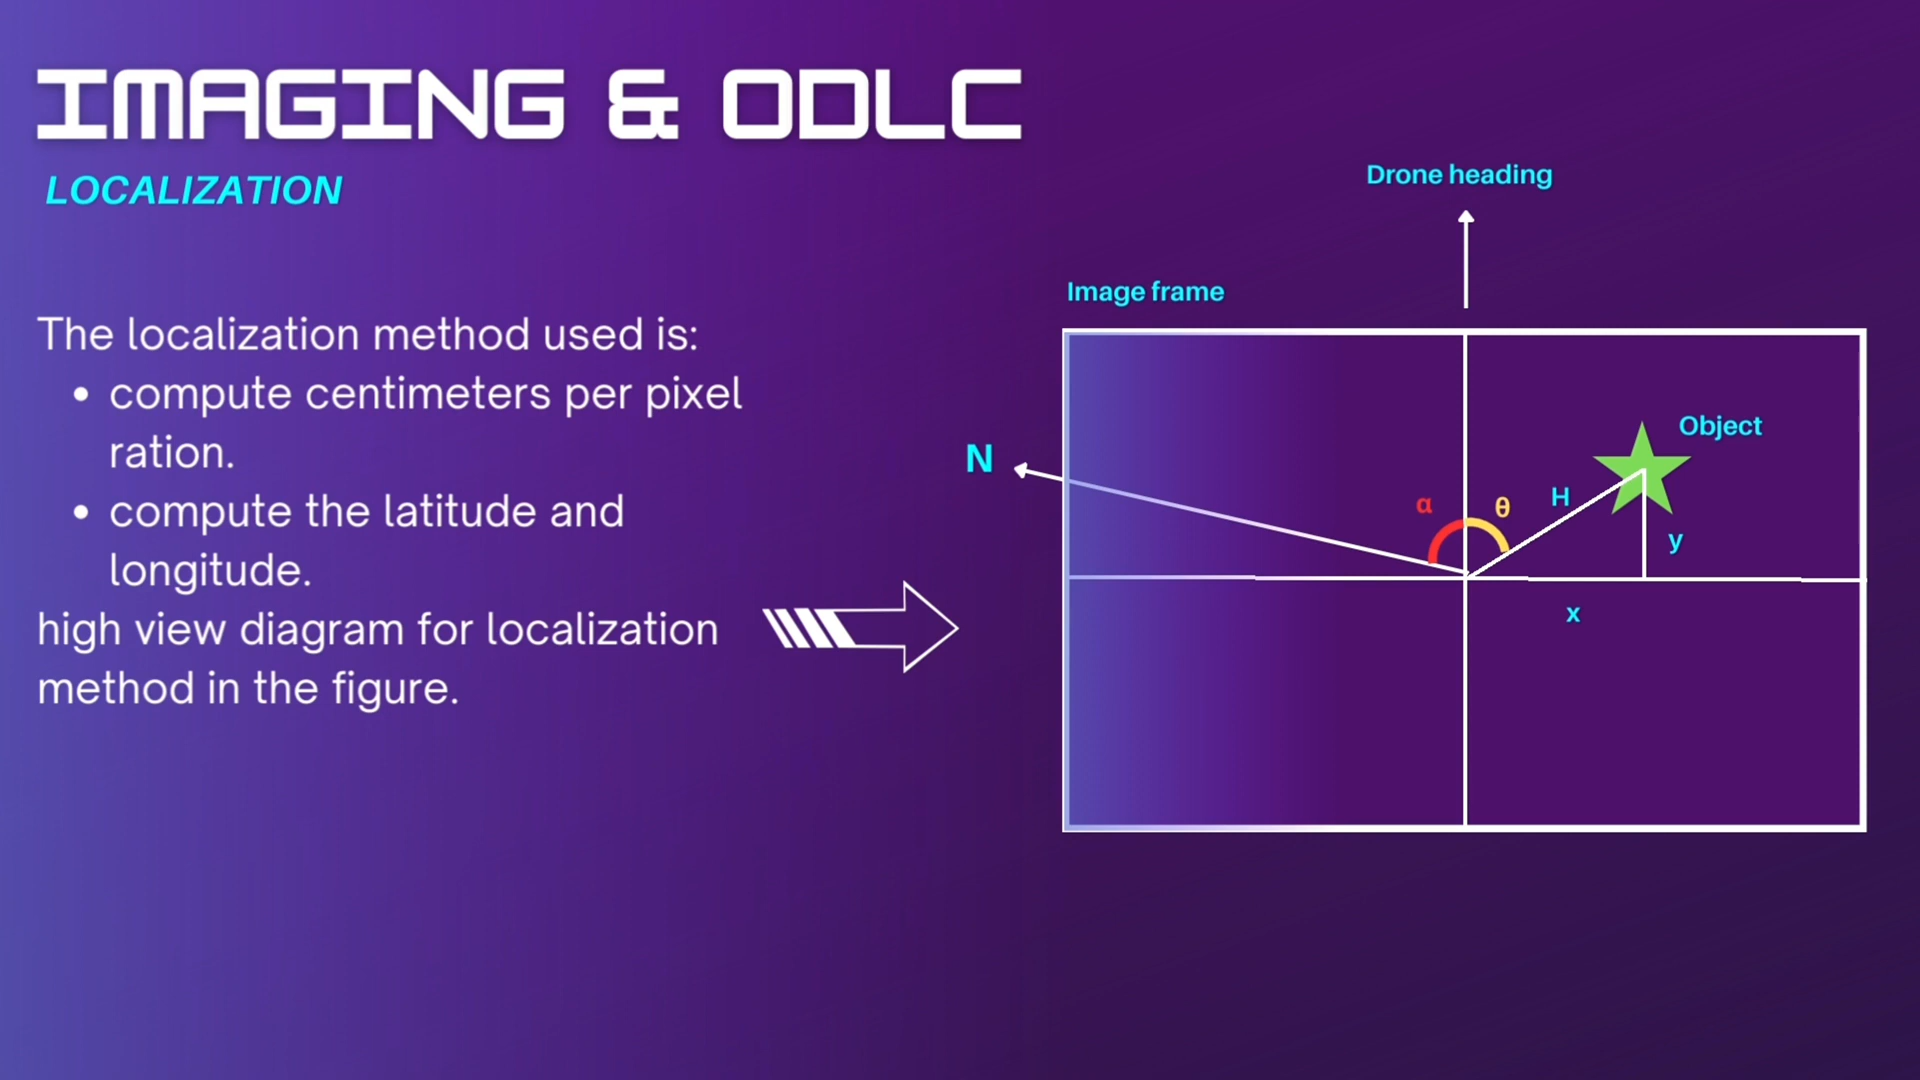 IMAGING & ODLC
LOCALIZATION
The localization method used is:
• compute centimeters per pixel
ration.
• compute the latitude and
longitude.
high view diagram for localization
method in the figure.
Drone heading
Image frame
Object
N
α
θ
H
y
x